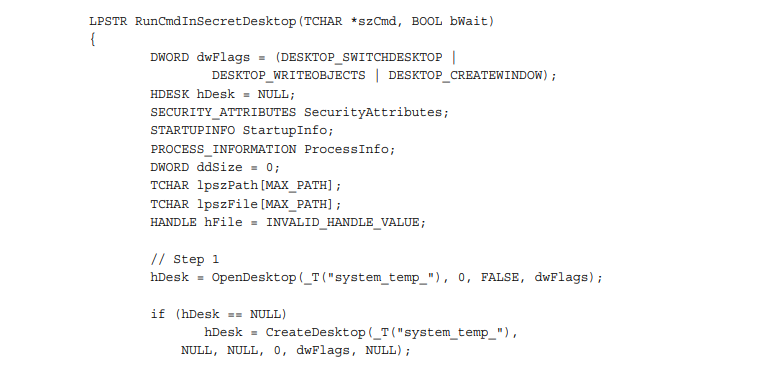 LPSTR RunCmdInSecretDesktop(TCHAR *szCmd, BOOL bWait)
{
DWORD dwFlags = (DESKTOP_SWITCHDESKTOP |
DESKTOP_WRITEOBJECTS | DESKTOP_CREATEWINDOW);
HDESK hDesk = NULL;
SECURITY_ATTRIBUTES SecurityAttributes;
STARTUPINFO StartupInfo;
PROCESS_INFORMATION ProcessInfo;
DWORD ddSize = 0;
TCHAR lpszPath[MAX_PATH];
TCHAR lpszFile[MAX_PATH];
HANDLE hFile = INVALID_HANDLE_VALUE;
// Step 1
hDesk = OpenDesktop(_T("system_temp_"), 0, FALSE, dwFlags);
if (hDesk == NULL)
hDesk = CreateDesktop(_T("system_temp_"),
NULL, NULL, 0, dwFlags, NULL);